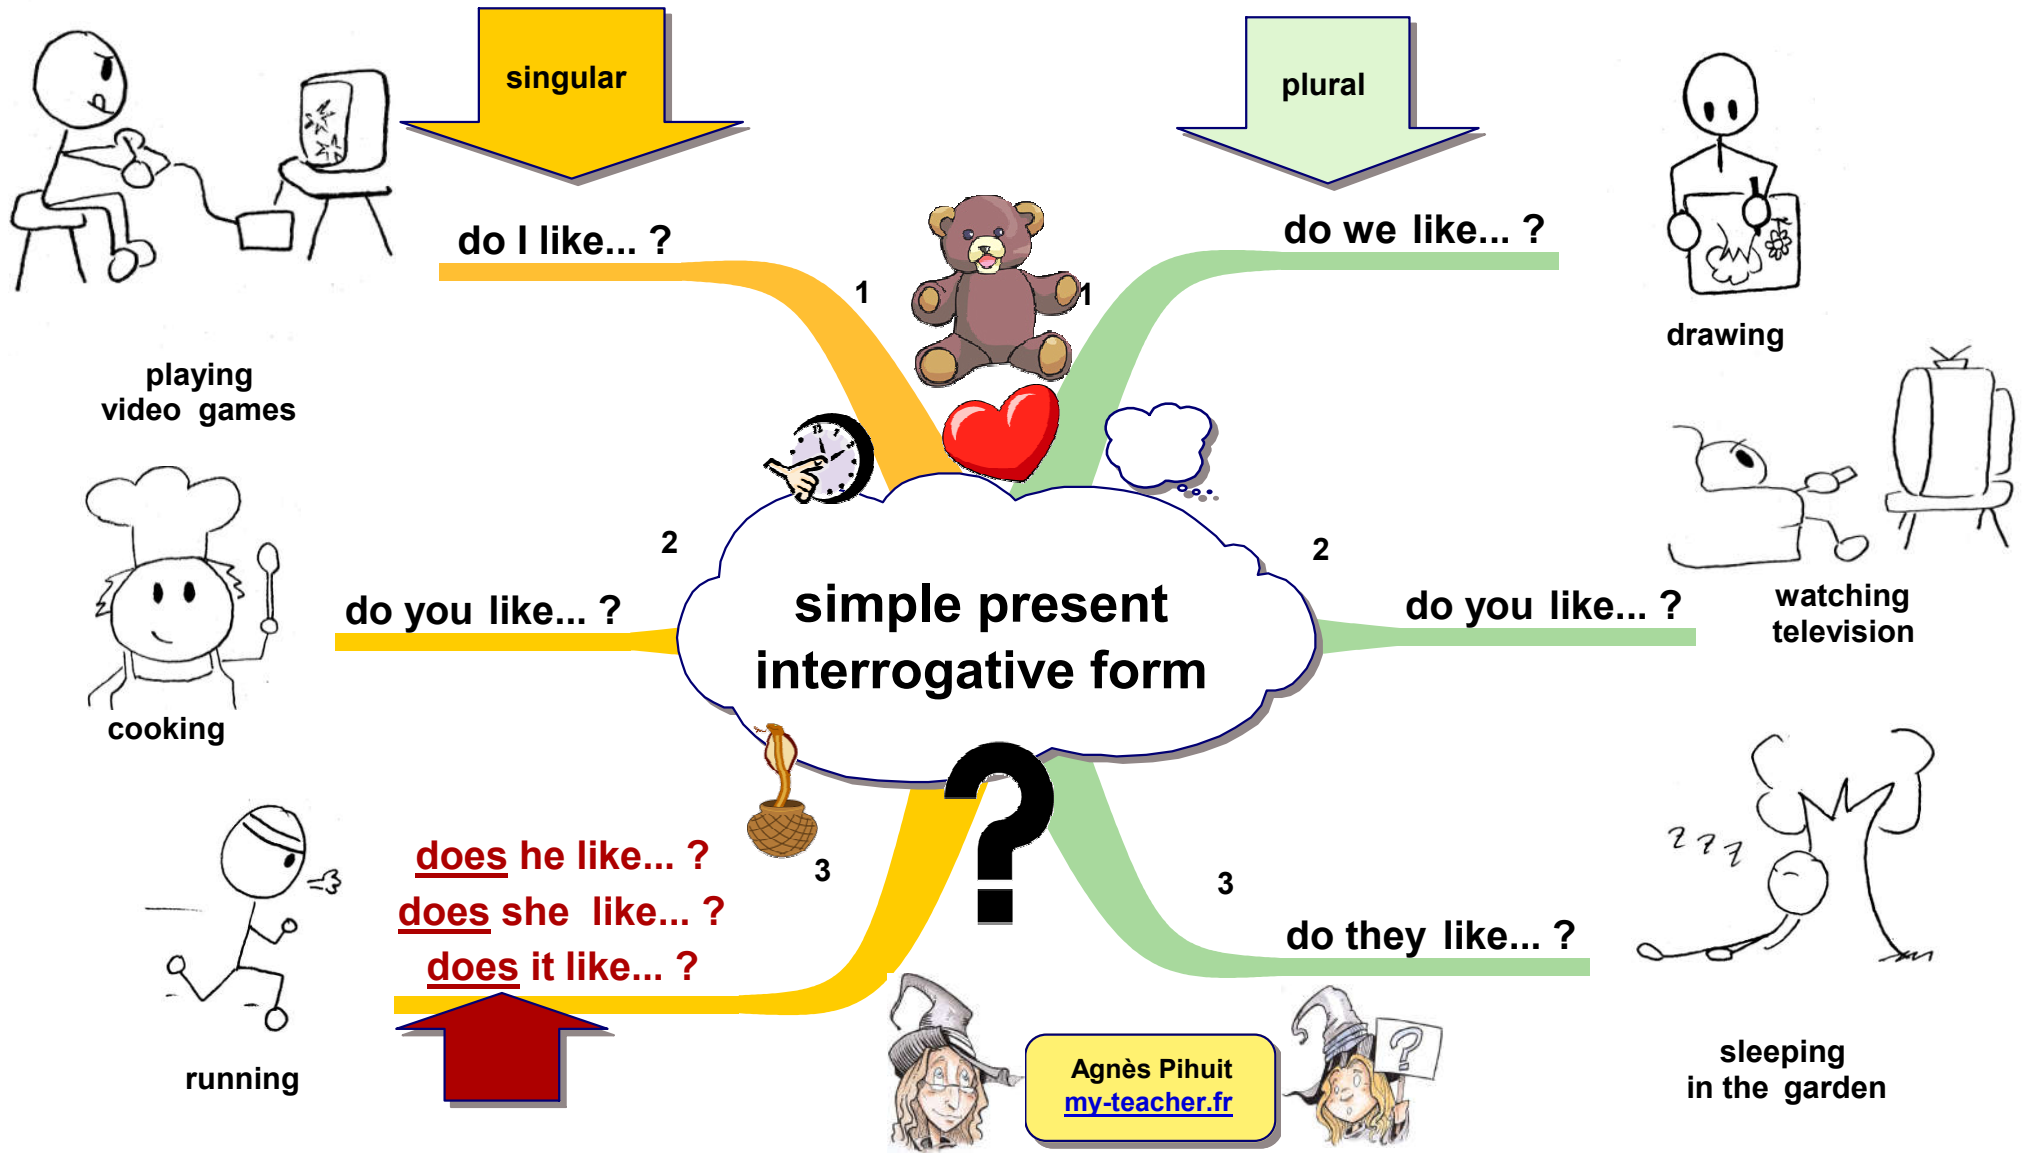 singular
plural
do I like... ?
do we like... ?
1
1
playing
video games
drawing
2
2
do you like... ?
do you like... ?
simple present
interrogative form
watching
television
cooking
3
3
does he like... ?
does she like... ?
does it like... ?
do they like... ?
z z z
?
running
sleeping
in the garden
Agnès Pihuit
my-teacher.fr
?